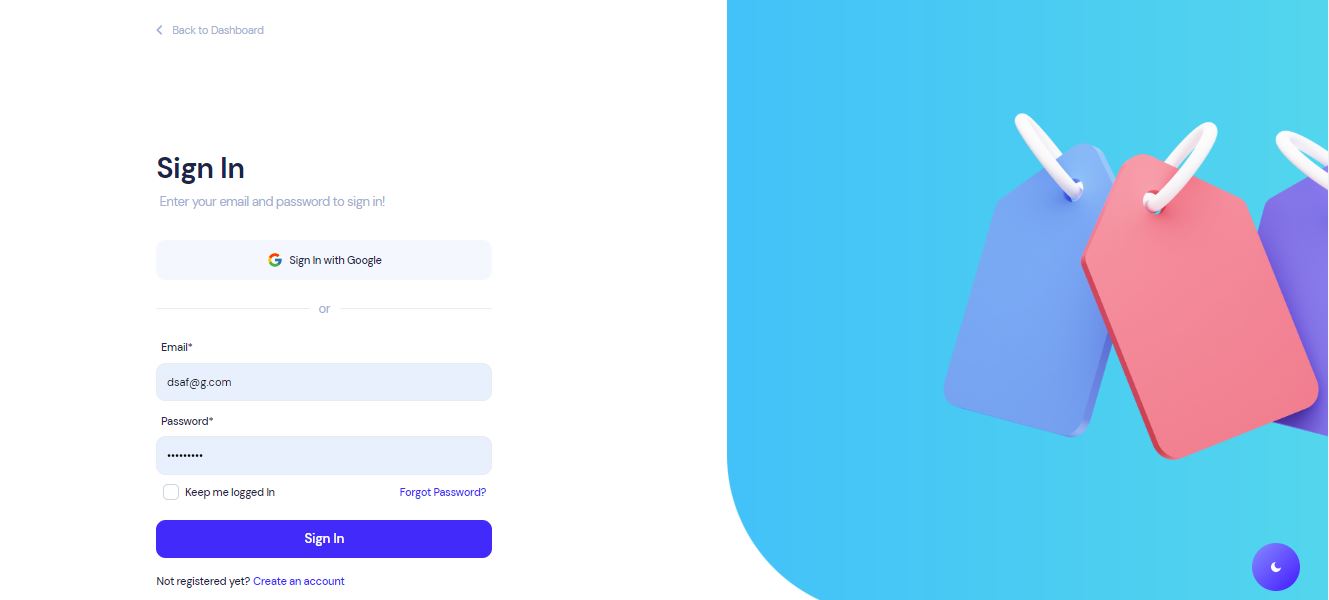 Back to Dashboard
Sign In
Enter your email and password to sign in!
Sign In with Google
or
Email*
dsaf@g.com
Password*
•••••••••
Keep me logged In
Forgot Password?
Sign In
Not registered yet? Create an account